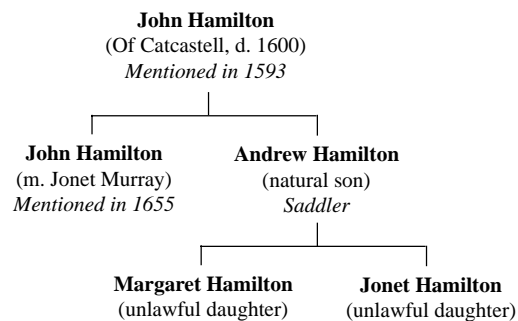 John Hamilton
(Of Catcastell, d. 1600)
Mentioned in 1593
John Hamilton
(m. Jonet Murray)
Mentioned in 1655
Andrew Hamilton
(natural son)
Saddler
Margaret Hamilton
(unlawful daughter)
Jonet Hamilton
(unlawful daughter)